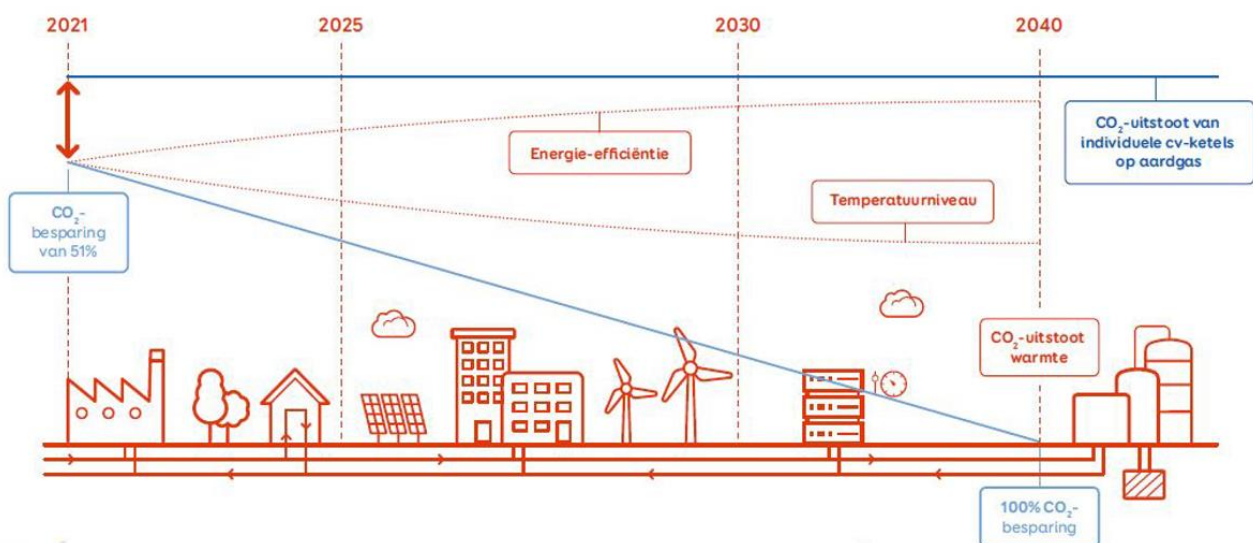 2021
2025
2030
2040
CO₂-uitstoot van
individuele cv-ketels
op aardgas
Energie-efficiëntie
Temperatuurniveau
CO₂-
besparing
van 51%
CO₂-uitstoot
warmte
100% CO₂-
besparing